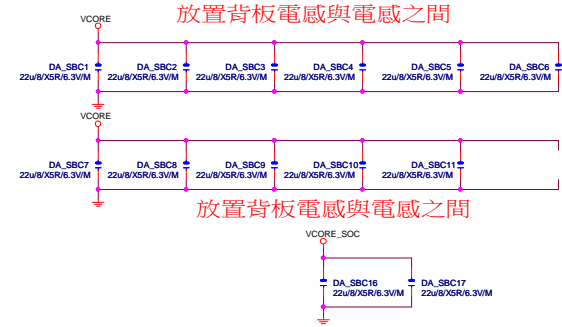 放置背板電感與電感之間
VCORE
DA_SBC1 DA_SBC2 DA_SBC3 DA_SBC4 DA_SBC5 DA_SBC6
22u/8/X5R/6.3V/M 22u/8/X5R/6.3V/M 22u/8/X5R/6.3V/M 22u/8/X5R/6.3V/M 22u/8/X5R/6.3V/M 22u/8/X5R/6.3V/M
VCORE
DA_SBC7 DA_SBC8 DA_SBC9 DA_SBC10 DA_SBC11
22u/8/X5R/6.3V/M 22u/8/X5R/6.3V/M 22u/8/X5R/6.3V/M 22u/8/X5R/6.3V/M 22u/8/X5R/6.3V/M
放置背板電感與電感之間
VCORE_SOC
DA_SBC16 DA_SBC17
22u/8/X5R/6.3V/M 22u/8/X5R/6.3V/M